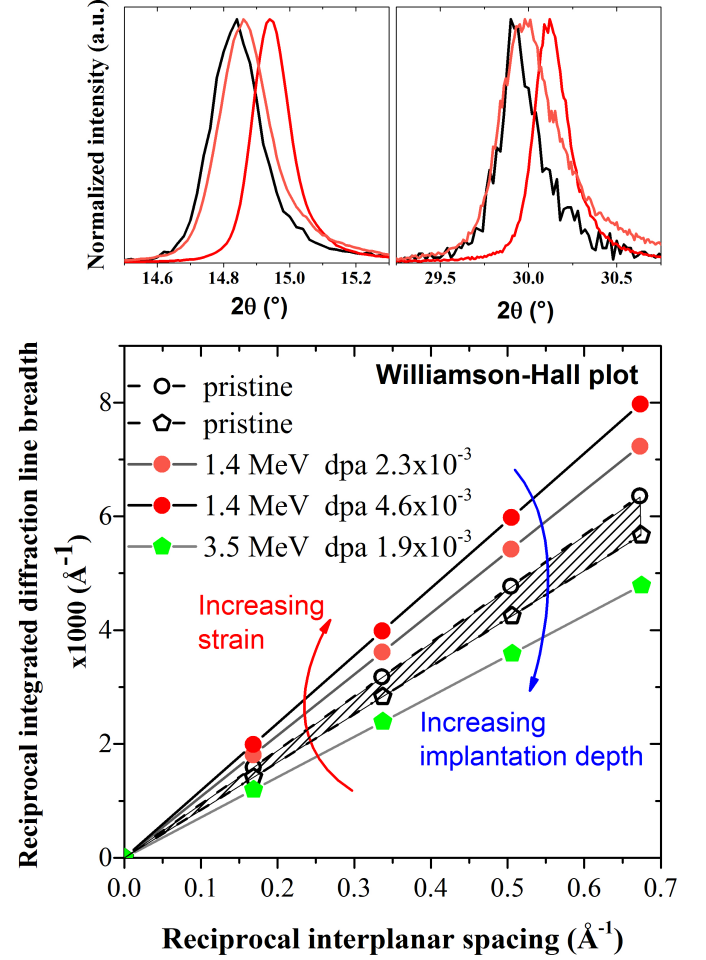 Normalized intensity (a.u.)
14.6 14.8 15.0 15.2
2θ (°)
29.5 30.0 30.5
2θ (°)
Reciprocal integrated diffraction line breadth
x1000 (Å⁻¹)
Williamson-Hall plot
pristine
pristine
1.4 MeV dpa 2.3x10⁻³
1.4 MeV dpa 4.6x10⁻³
3.5 MeV dpa 1.9x10⁻³
Increasing
strain
Increasing
implantation depth
8
6
4
2
0
0.0 0.1 0.2 0.3 0.4 0.5 0.6 0.7
Reciprocal interplanar spacing (Å⁻¹)